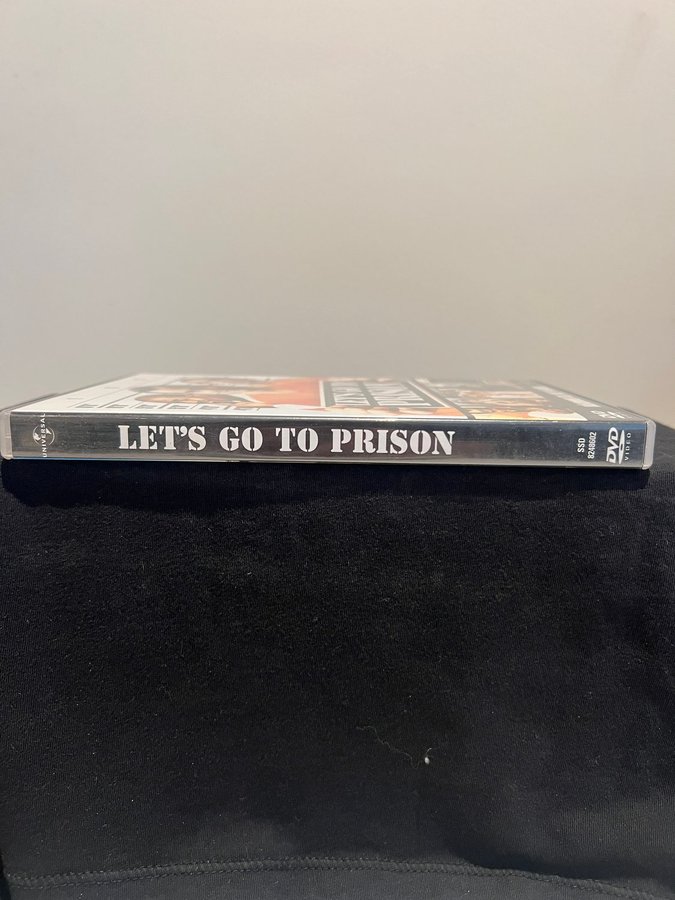 UNIVERSAL
LET'S GO TO PRISON
SSD
8248602
DVD
VIDEO